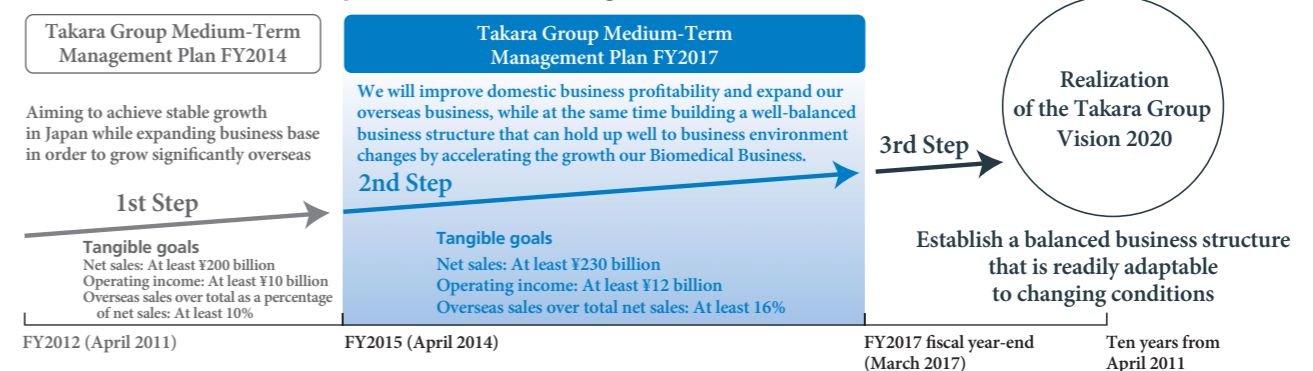 Takara Group Medium-Term
Management Plan FY2014
Aiming to achieve stable growth
in Japan while expanding business base
in order to grow significantly overseas
1st Step
Tangible goals
Net sales: At least ¥200 billion
Operating income: At least ¥10 billion
Overseas sales over total as a percentage
of net sales: At least 10%
FY2012 (April 2011)
Takara Group Medium-Term
Management Plan FY2017
We will improve domestic business profitability and expand our
overseas business, while at the same time building a well-balanced
business structure that can hold up well to business environment
changes by accelerating the growth our Biomedical Business.
2nd Step
Tangible goals
Net sales: At least ¥230 billion
Operating income: At least ¥12 billion
Overseas sales over total net sales: At least 16%
FY2015 (April 2014)
3rd Step
Realization
of the Takara Group
Vision 2020
Establish a balanced business structure
that is readily adaptable
to changing conditions
FY2017 fiscal year-end
(March 2017)
Ten years from
April 2011